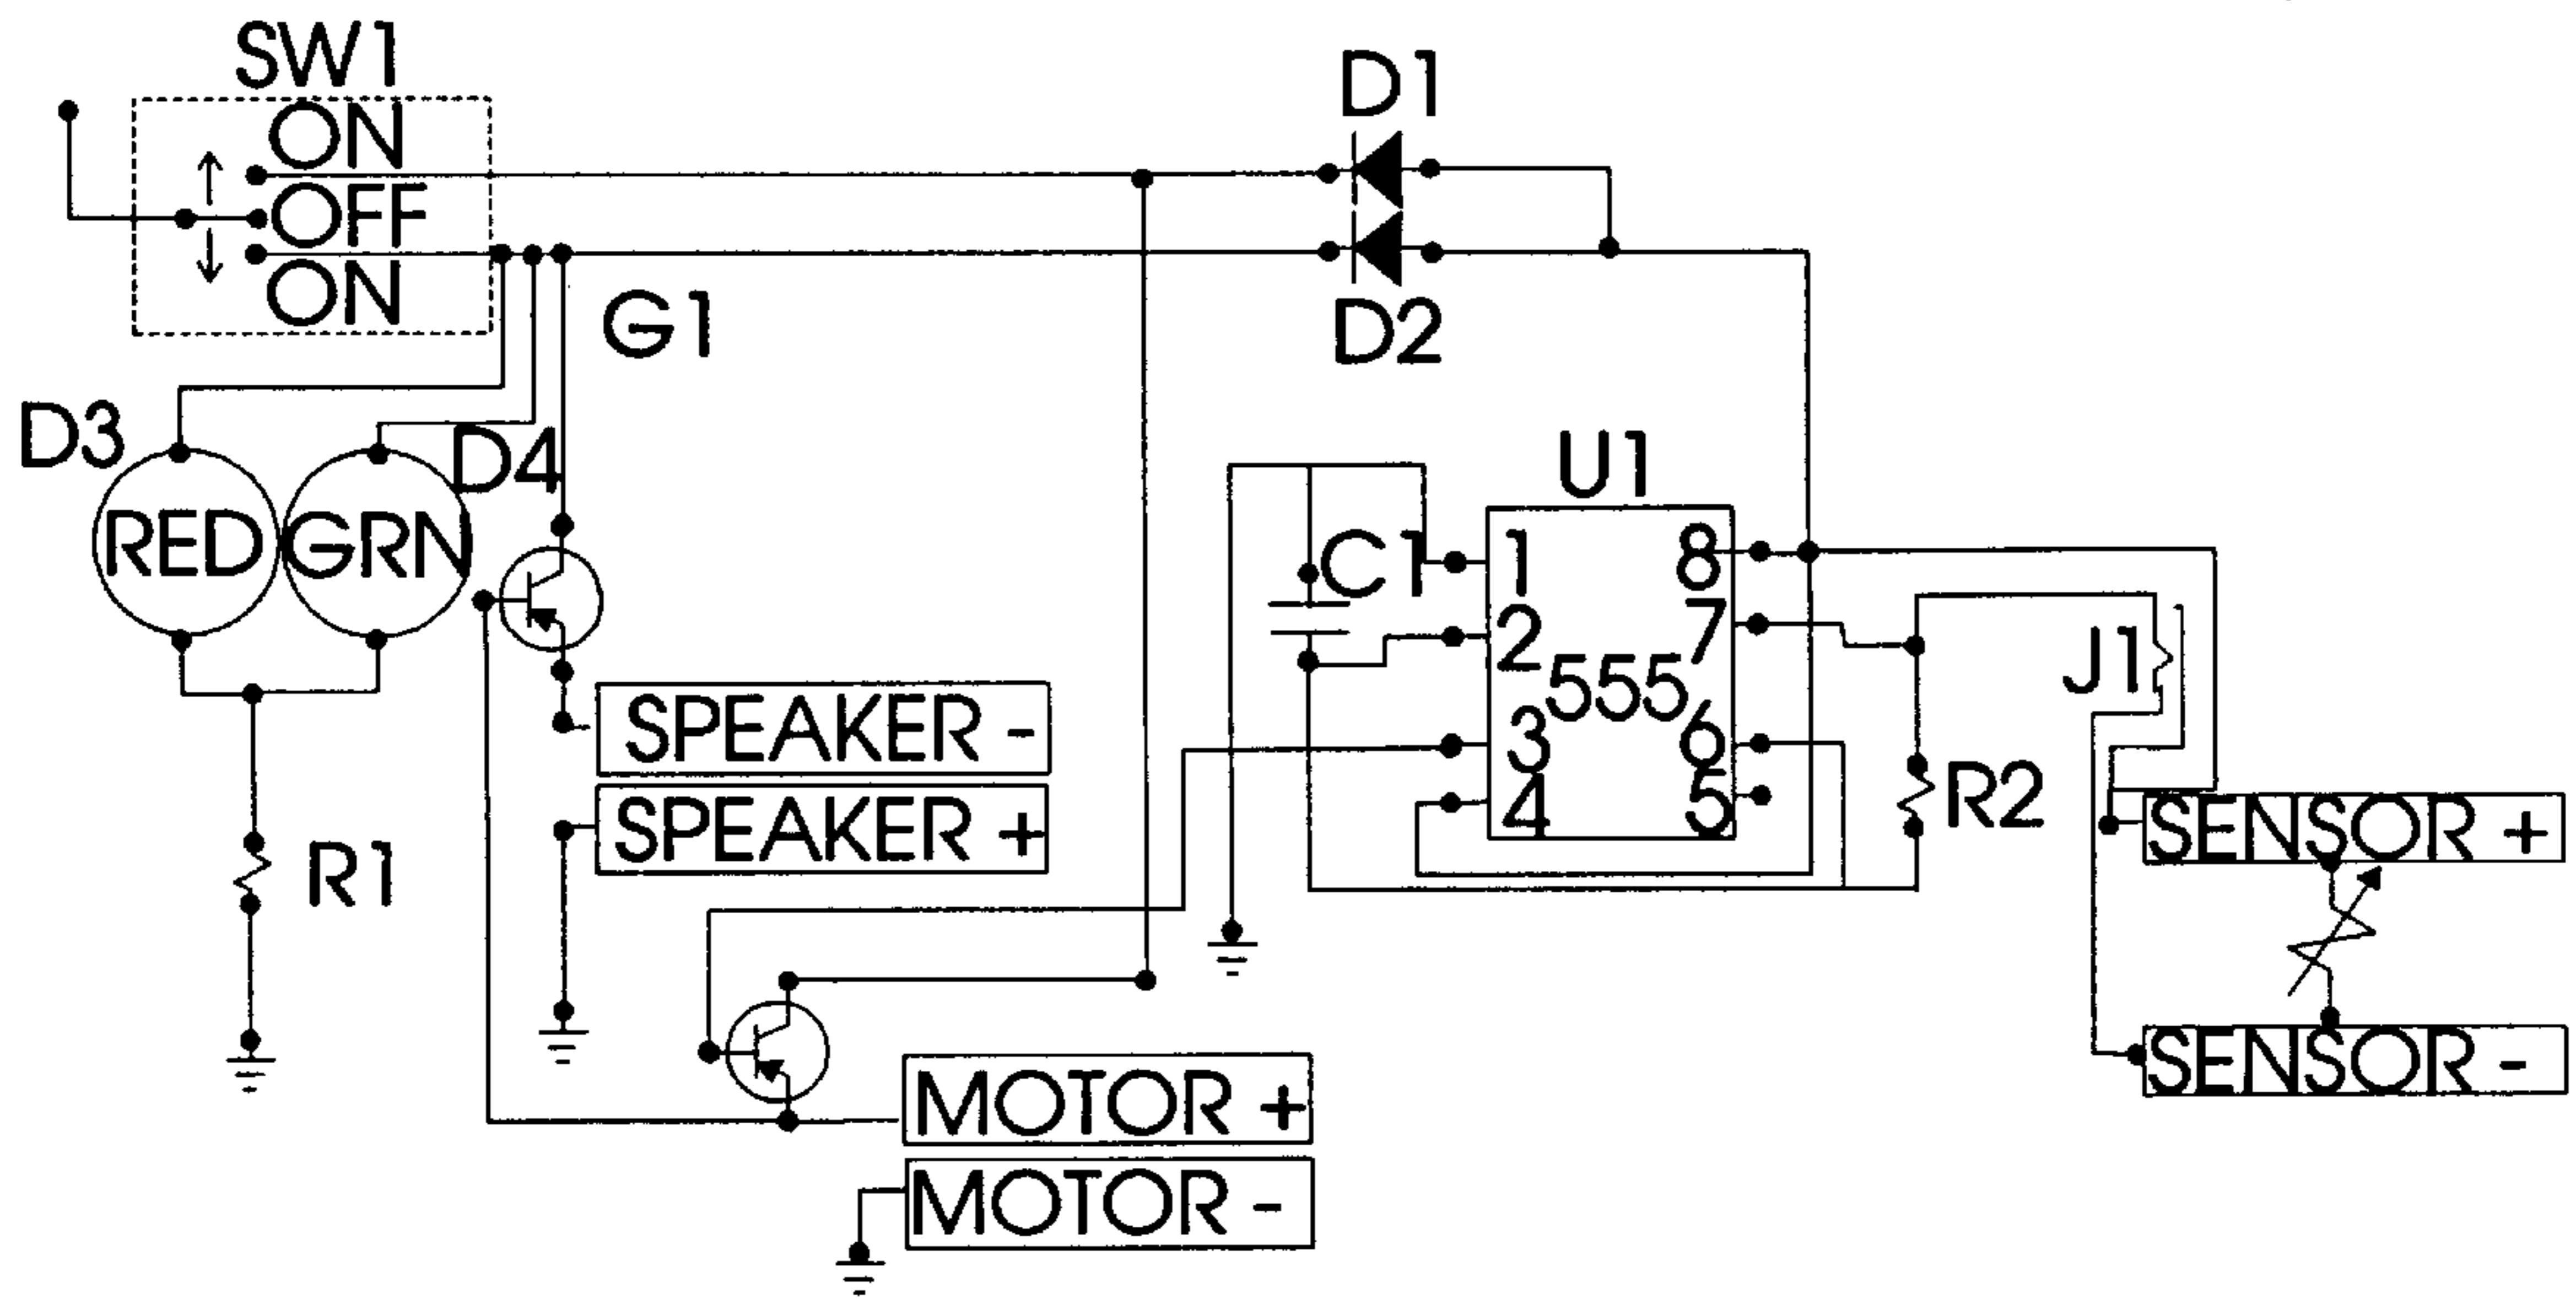 SW1
ON
OFF
ON
D1
D2
G1
D3
D4
RED
GRN
U1
C1
1
8
2
7
555
3
6
4
5
J1
R2
SPEAKER -
SPEAKER +
R1
SENSOR +
SENSOR -
MOTOR +
MOTOR -